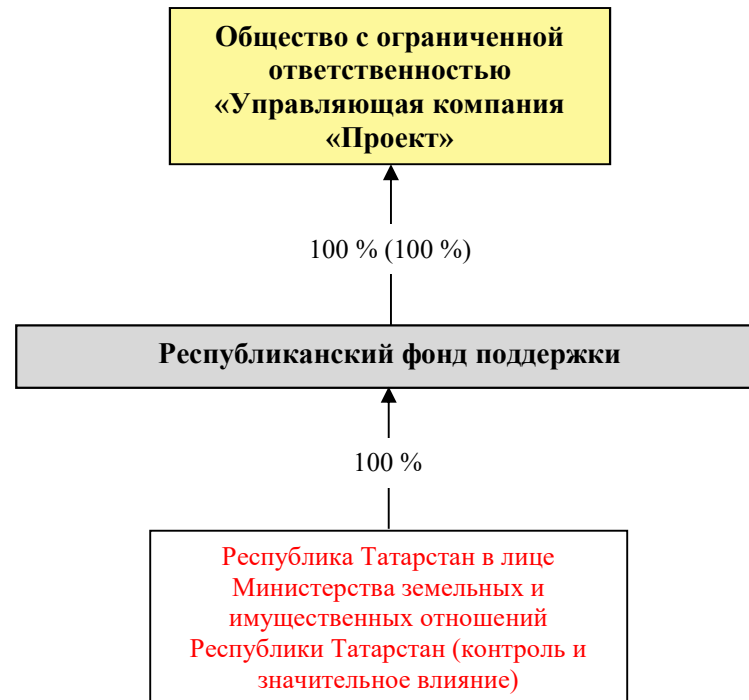 Общество с ограниченной
ответственностью
«Управляющая компания
«Проект»
100 % (100 %)
Республиканский фонд поддержки
100 %
Республика Татарстан в лице
Министерства земельных и
имущественных отношений
Республики Татарстан (контроль и
значительное влияние)